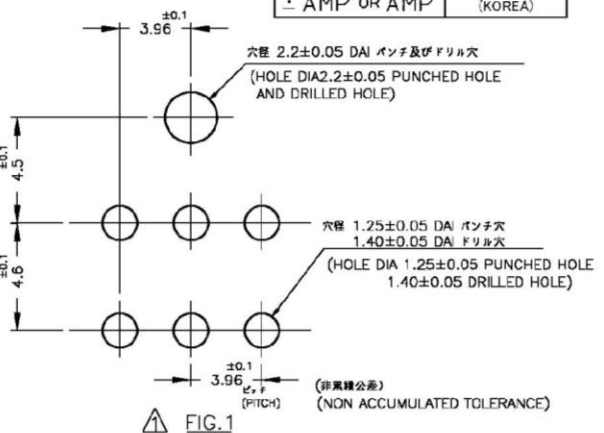 AMP OR AMP
(KOREA)
±0.1
3.96
穴径 2.2±0.05 DAI パンチ及びドリル穴
(HOLE DIA2.2±0.05 PUNCHED HOLE
AND DRILLED HOLE)
±0.1
4.5
穴径 1.25±0.05 DAI パンチ穴
1.40±0.05 DAI ドリル穴
(HOLE DIA 1.25±0.05 PUNCHED HOLE
1.40±0.05 DRILLED HOLE)
±0.1
4.6
±0.1
3.96
ピッチ
(PITCH)
(非累積公差)
(NON ACCUMULATED TOLERANCE)
1 FIG.1